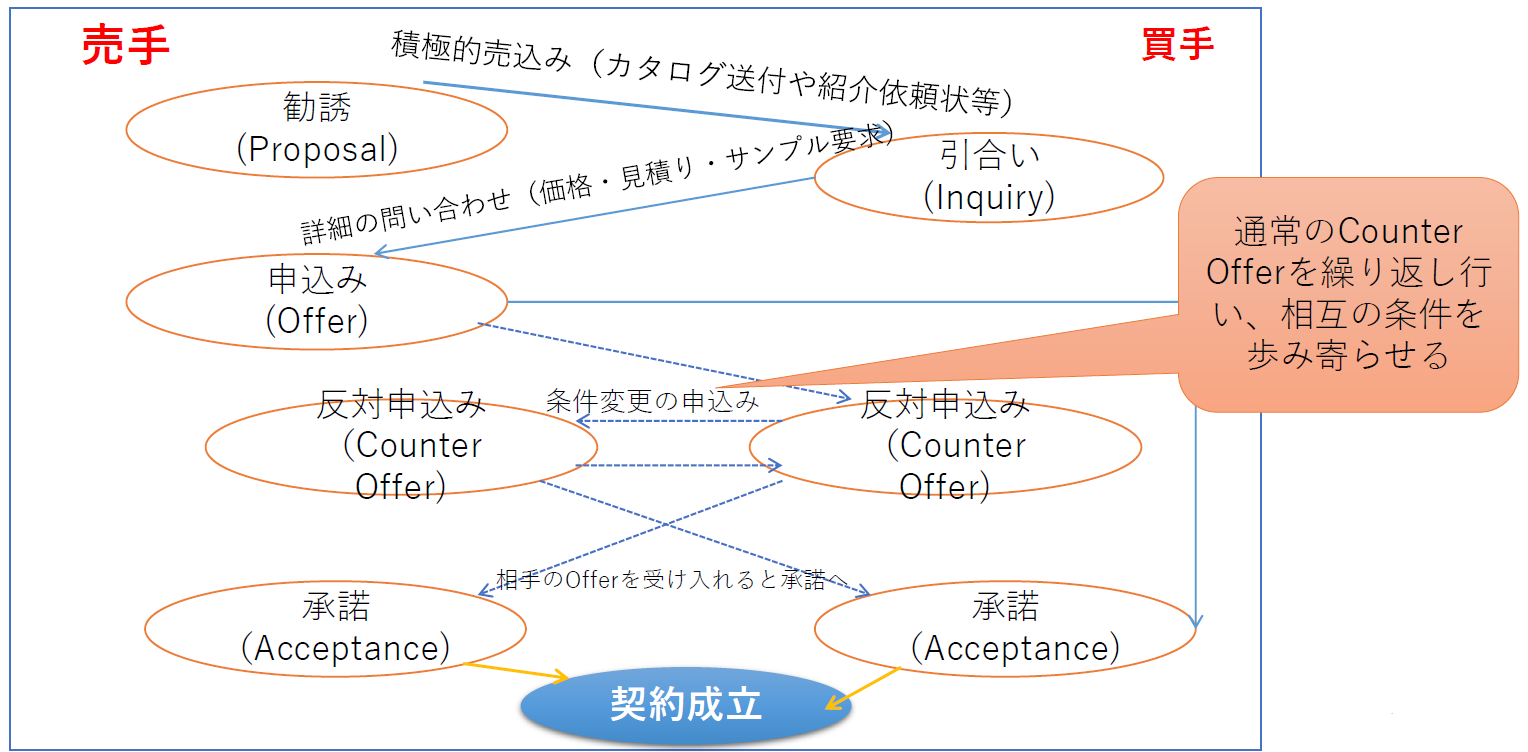 売手
買手
積極的売込み（カタログ送付や紹介依頼状等）
勧誘
(Proposal)
引合い
(Inquiry)
詳細の問い合わせ（価格・見積り・サンプル要求）
申込み
(Offer)
通常のCounter
Offerを繰り返し行
い、相互の条件を
歩み寄らせる
反対申込み
（Counter
Offer)
条件変更の申込み
反対申込み
（Counter
Offer)
相手のOfferを受け入れると承諾へ
承諾
(Acceptance)
承諾
(Acceptance)
契約成立